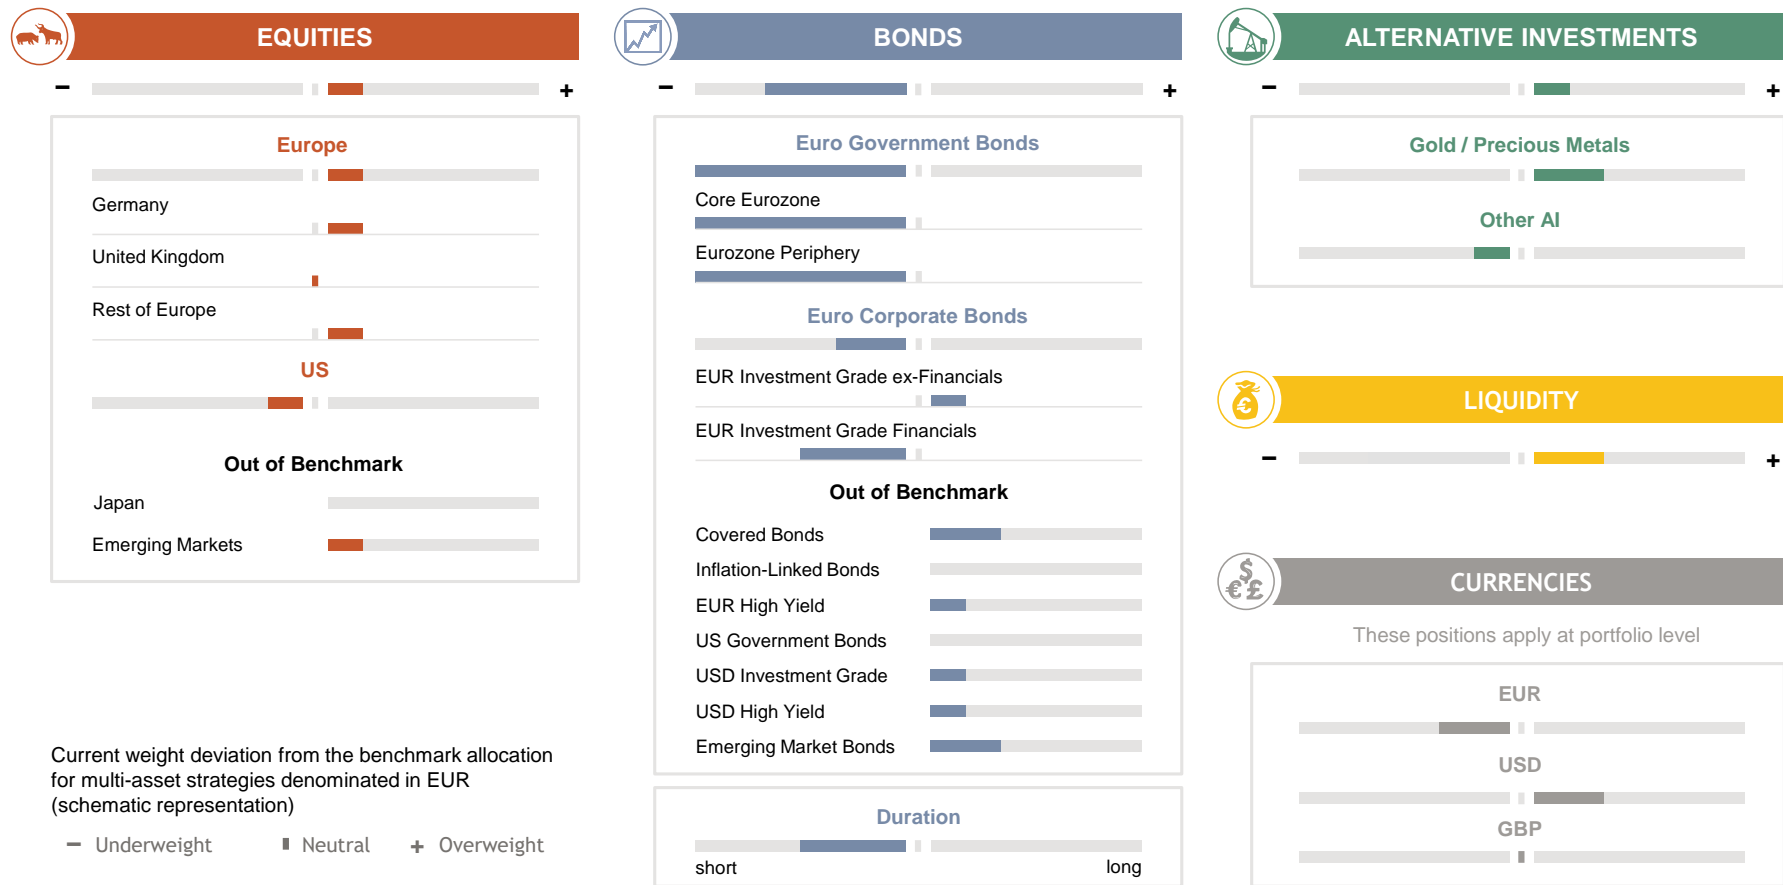 EQUITIES
– +
Europe
Germany
United Kingdom
Rest of Europe
US
Out of Benchmark
Japan
Emerging Markets
Current weight deviation from the benchmark allocation
for multi-asset strategies denominated in EUR
(schematic representation)
– Underweight Neutral + Overweight
BONDS
– +
Euro Government Bonds
Core Eurozone
Eurozone Periphery
Euro Corporate Bonds
EUR Investment Grade ex-Financials
EUR Investment Grade Financials
Out of Benchmark
Covered Bonds
Inflation-Linked Bonds
EUR High Yield
US Government Bonds
USD Investment Grade
USD High Yield
Emerging Market Bonds
Duration
short long
ALTERNATIVE INVESTMENTS
– +
Gold / Precious Metals
Other AI
€
LIQUIDITY
– +
$
€ £
CURRENCIES
These positions apply at portfolio level
EUR
USD
GBP